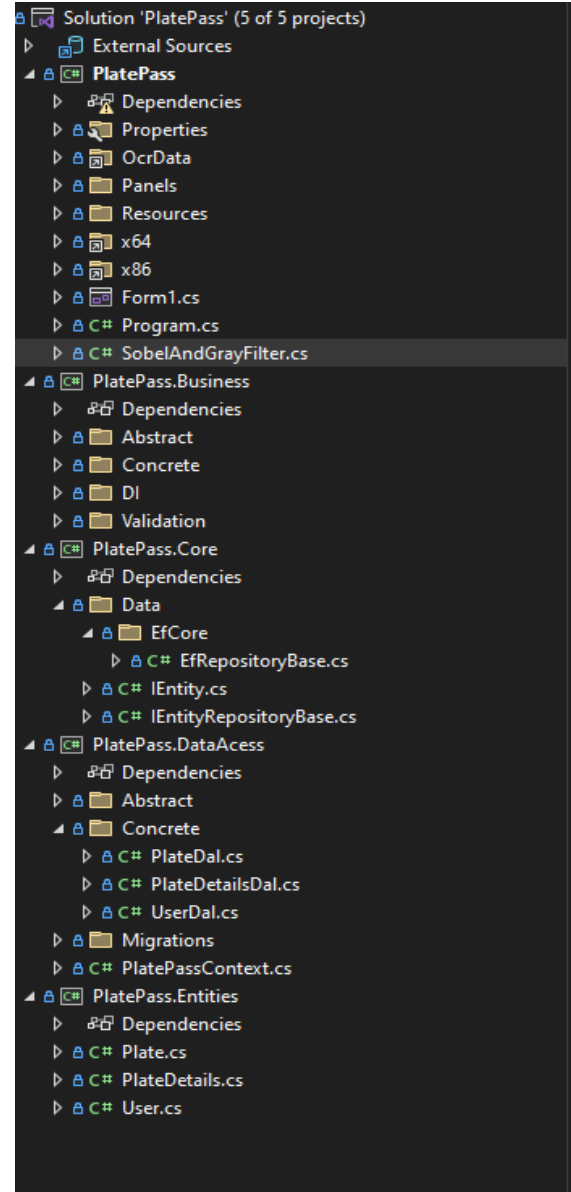 Solution 'PlatePass' (5 of 5 projects)
External Sources
C# PlatePass
Dependencies
Properties
OcrData
Panels
Resources
x64
x86
Form1.cs
C# Program.cs
C# SobelAndGrayFilter.cs
C# PlatePass.Business
Dependencies
Abstract
Concrete
DI
Validation
C# PlatePass.Core
Dependencies
Data
EfCore
C# EfRepositoryBase.cs
C# IEntity.cs
C# IEntityRepositoryBase.cs
C# PlatePass.DataAcess
Dependencies
Abstract
Concrete
C# PlateDal.cs
C# PlateDetailsDal.cs
C# UserDal.cs
Migrations
C# PlatePassContext.cs
C# PlatePass.Entities
Dependencies
C# Plate.cs
C# PlateDetails.cs
C# User.cs